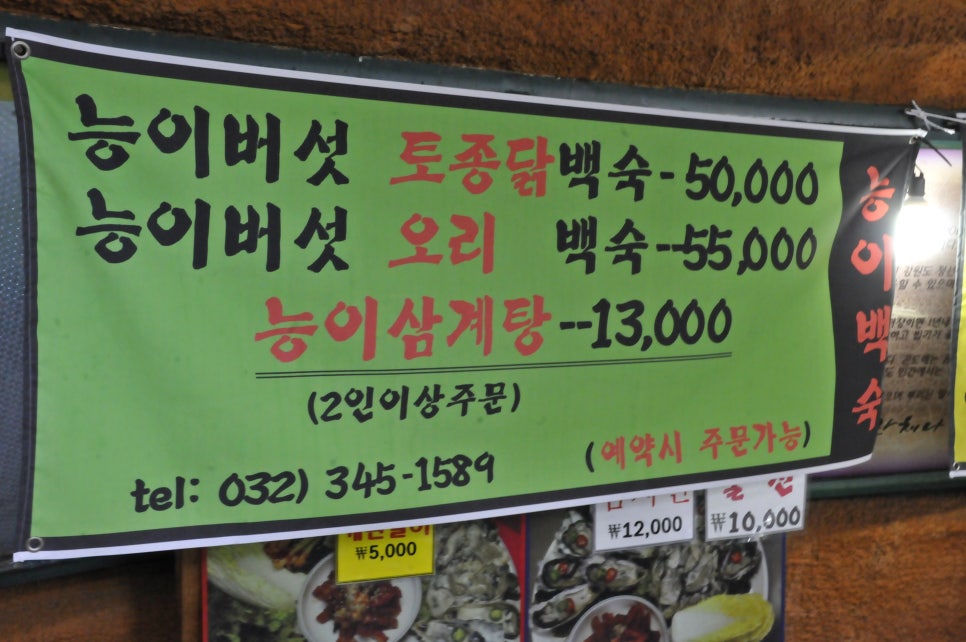 능이버섯 토종닭백숙-50,000
능이버섯 오리 백숙--55,000
능이삼계탕--13,000
(2인이상주문)
(예약시 주문가능)
tel: 032) 345-1589
능이백숙
₩5,000
₩12,000
₩10,000